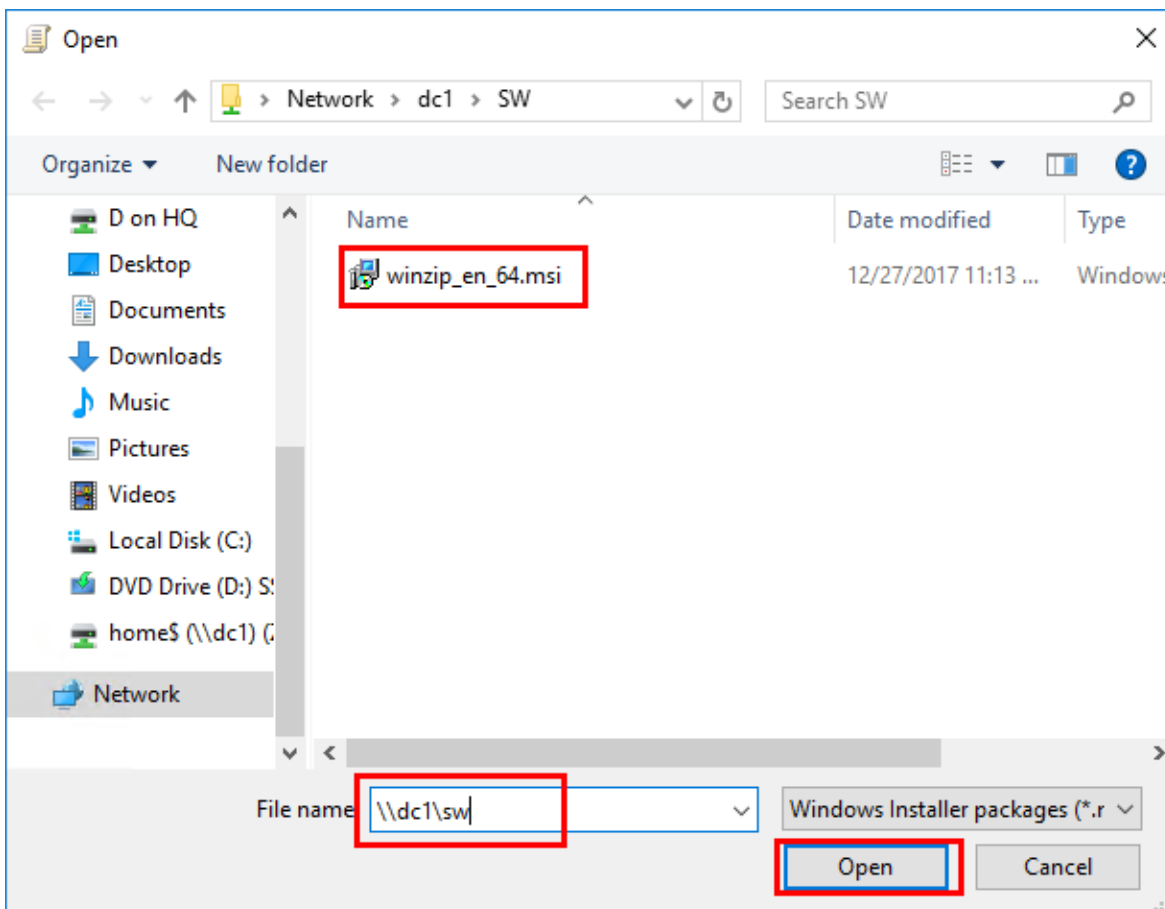 Open
Network > dc1 > SW
Search SW
Organize
New folder
?
D on HQ
Desktop
Documents
Downloads
Music
Pictures
Videos
Local Disk (C:)
DVD Drive (D:) S
home$ (\\dc1) (
Network
Name
Date modified
Type
winzip_en_64.msi
12/27/2017 11:13 ...
Windows
File name
\\dc1\sw
Windows Installer packages (*.r
Open
Cancel